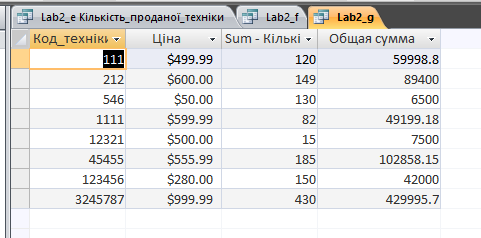 Lab2_e Кількість_проданої_техніки Lab2_f Lab2_g
Код_технікі Ціна Sum - Кількі Общая сумма
111 $499.99 120 59998.8
212 $600.00 149 89400
546 $50.00 130 6500
1111 $599.99 82 49199.18
12321 $500.00 15 7500
45455 $555.99 185 102858.15
123456 $280.00 150 42000
3245787 $999.99 430 429995.7